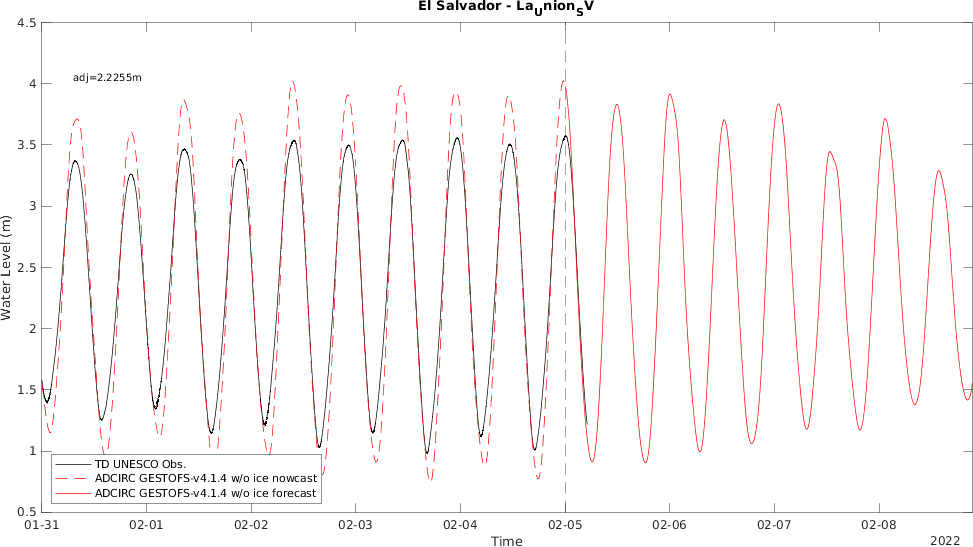 El Salvador - LaUnionSV
4.5
adj=2.2255m
4
3.5
3
2.5
2
1.5
1
0.5
Water Level (m)
TD UNESCO Obs.
ADCIRC GESTOFS-v4.1.4 w/o ice nowcast
ADCIRC GESTOFS-v4.1.4 w/o ice forecast
01-31 02-01 02-02 02-03 02-04 02-05 02-06 02-07 02-08
Time
2022